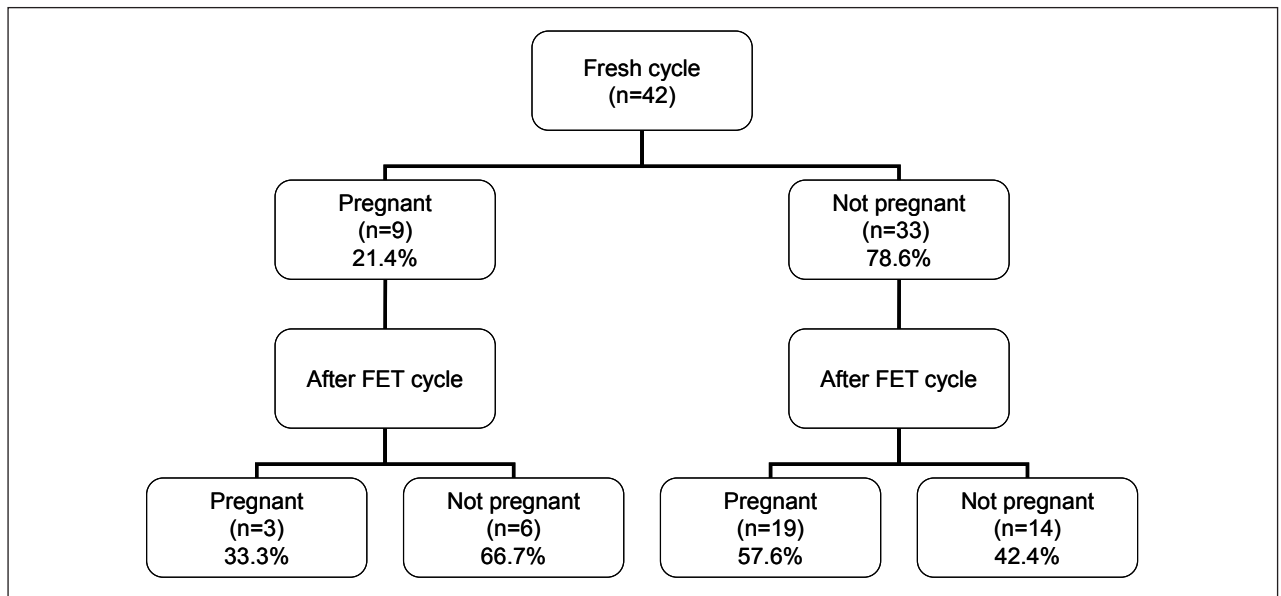 Fresh cycle
(n=42)
Pregnant
(n=9)
21.4%
Not pregnant
(n=33)
78.6%
After FET cycle
After FET cycle
Pregnant
(n=3)
33.3%
Not pregnant
(n=6)
66.7%
Pregnant
(n=19)
57.6%
Not pregnant
(n=14)
42.4%